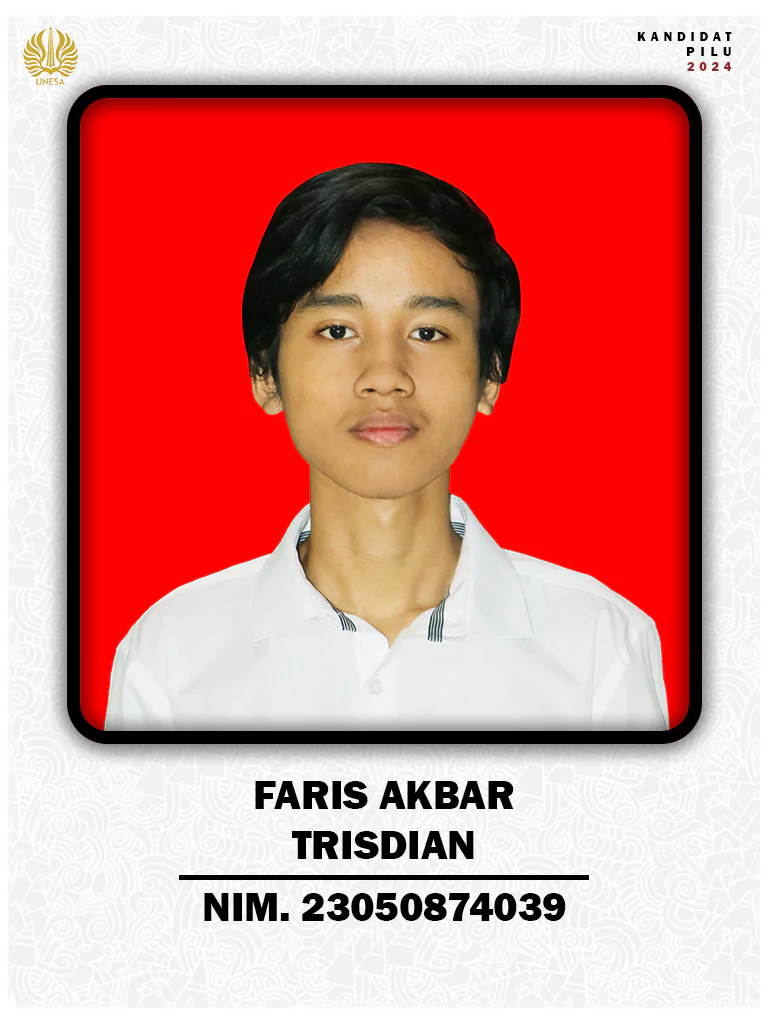 UNESA
KANDIDAT
PILU
2024
FARIS AKBAR
TRISDIAN
NIM. 23050874039